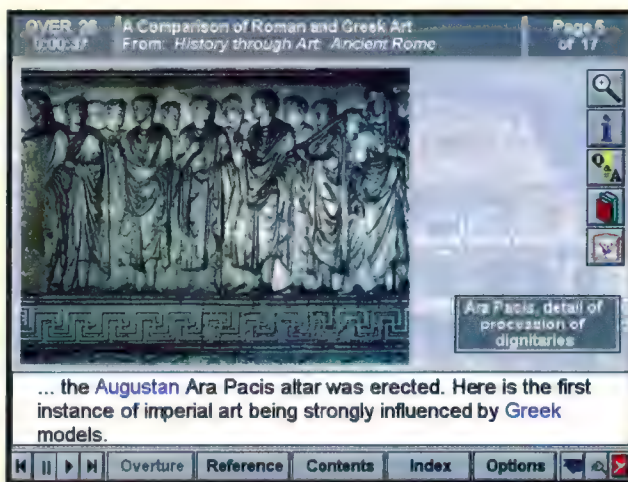 OVER 26
0:00:37
A Comparison of Roman and Greek Art
From: History through Art: Ancient Rome
Page 5
of 17
Q & A
Ara Pacis, detail of
procession of
dignitaries
... the Augustan Ara Pacis altar was erected. Here is the first
instance of imperial art being strongly influenced by Greek
models.
Overture Reference Contents Index Options